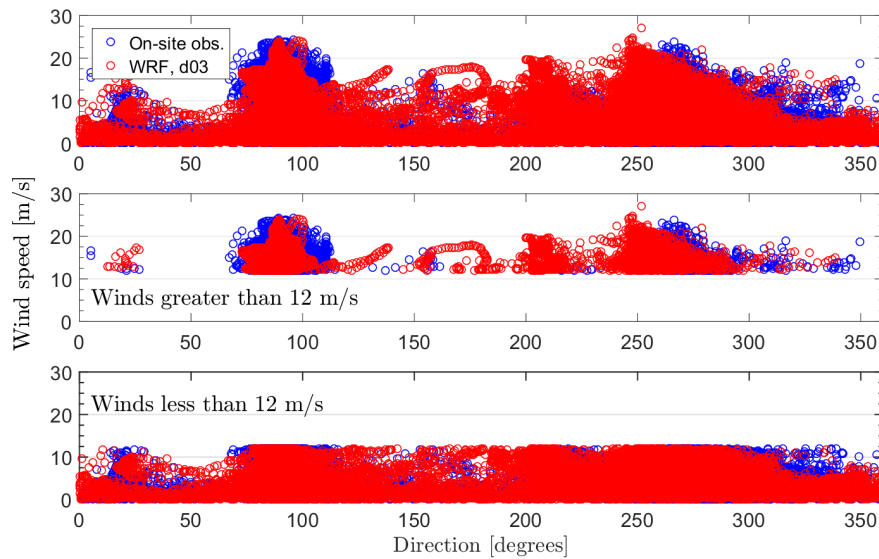 30
20
10
0
On-site obs.
WRF, d03
0 50 100 150 200 250 300 350
Wind speed [m/s]
30
20
10
0
Winds greater than 12 m/s
0 50 100 150 200 250 300 350
30
20
10
0
Winds less than 12 m/s
0 50 100 150 200 250 300 350
Direction [degrees]